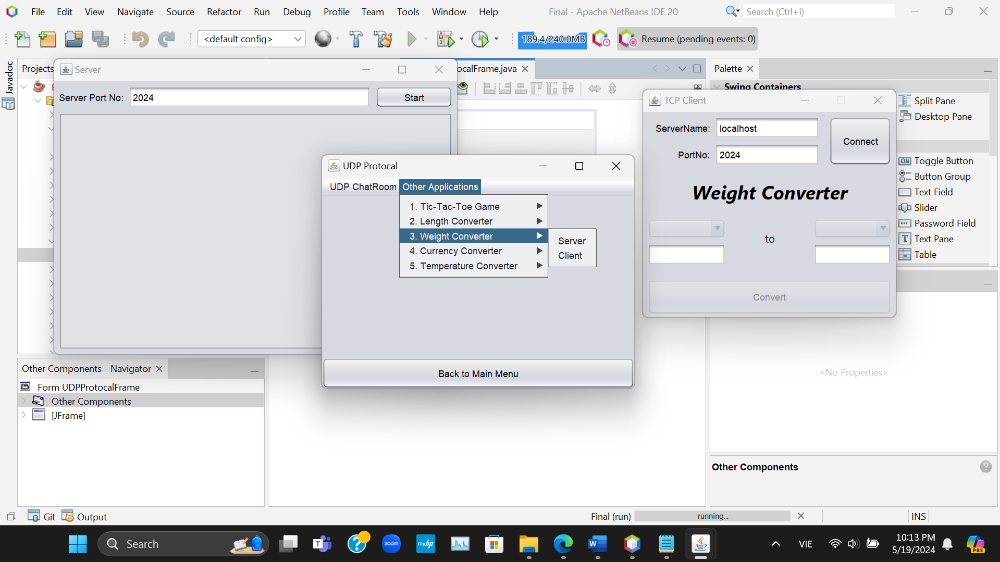 File Edit View Navigate Source Refactor Run Debug Profile Team Tools Window Help
Final - Apache NetBeans IDE 20
Search (Ctrl+I)
<default config>
189.4/240.0MB
Resume (pending events: 0)
Javadoc
Projects
ocalFrame.java
Palette
Swing Containers
Split Pane
Desktop Pane
Toggle Button
Button Group
Text Field
Slider
Password Field
Text Pane
Table
Server
Server Port No: 2024 Start
UDP Protocal
UDP ChatRoom Other Applications
1. Tic-Tac-Toe Game
2. Length Converter
3. Weight Converter
4. Currency Converter
5. Temperature Converter
Server
Client
Back to Main Menu
TCP Client
ServerName: localhost
PortNo: 2024
Connect
Weight Converter
to
Convert
<No Properties>
Other Components
Other Components - Navigator
Form UDPProtocalFrame
Other Components
[JFrame]
Git Output
Final (run) running...
INS
Search
zoom
myhp
VIE
10:13 PM
5/19/2024
PRE